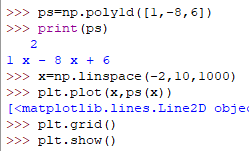 >>> ps=np.poly1d([1,-8,6])
>>> print(ps)
2
1 x - 8 x + 6
>>> x=np.linspace(-2,10,1000)
>>> plt.plot(x,ps(x))
[<matplotlib.lines.Line2D objec
>>> plt.grid()
>>> plt.show()